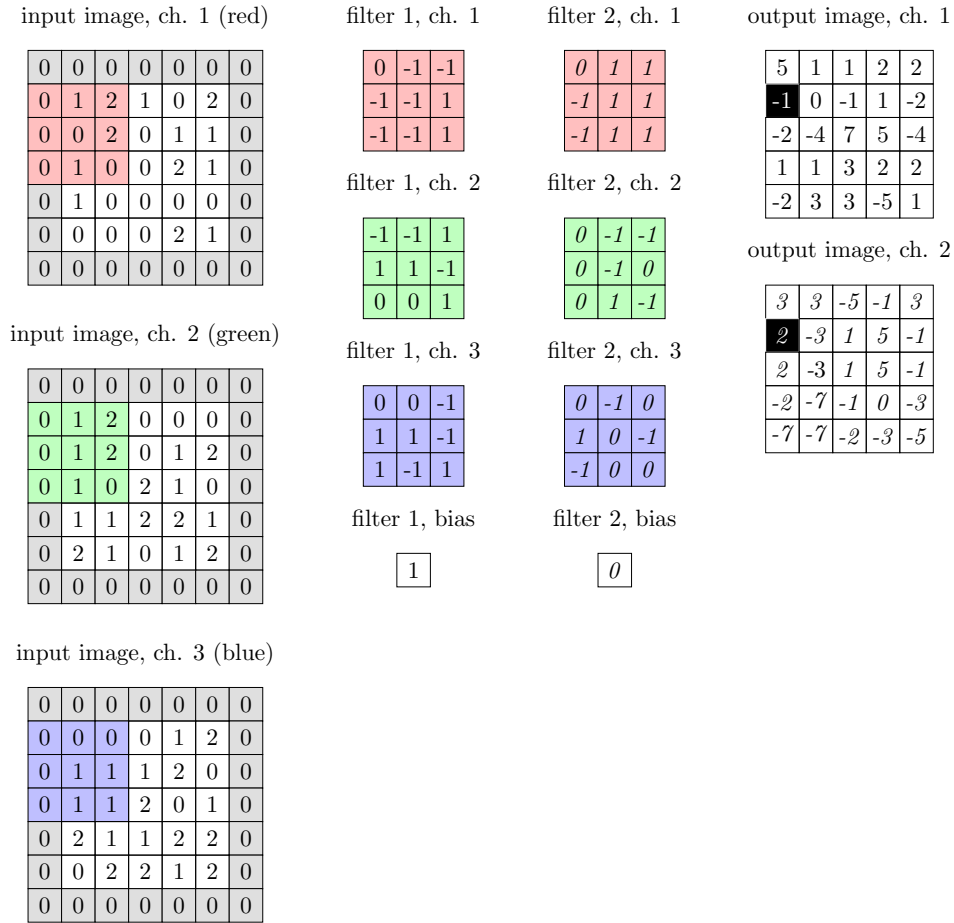 input image, ch. 1 (red)
0 0 0 0 0 0 0
0 1 2 1 0 2 0
0 0 2 0 1 1 0
0 1 0 0 2 1 0
0 1 0 0 0 0 0
0 0 0 0 2 1 0
0 0 0 0 0 0 0
input image, ch. 2 (green)
0 0 0 0 0 0 0
0 1 2 0 0 0 0
0 1 2 0 1 2 0
0 1 0 2 1 0 0
0 1 1 2 2 1 0
0 2 1 0 1 2 0
0 0 0 0 0 0 0
input image, ch. 3 (blue)
0 0 0 0 0 0 0
0 0 0 0 1 2 0
0 1 1 1 2 0 0
0 1 1 2 0 1 0
0 2 1 1 2 2 0
0 0 2 2 1 2 0
0 0 0 0 0 0 0
filter 1, ch. 1
0 -1 -1
-1 -1 1
-1 -1 1
filter 1, ch. 2
-1 -1 1
1 1 -1
0 0 1
filter 1, ch. 3
0 0 -1
1 1 -1
1 -1 1
filter 1, bias
1
filter 2, ch. 1
0 1 1
-1 1 1
-1 1 1
filter 2, ch. 2
0 -1 -1
0 -1 0
0 1 -1
filter 2, ch. 3
0 -1 0
1 0 -1
-1 0 0
filter 2, bias
0
output image, ch. 1
5 1 1 2 2
-1 0 -1 1 -2
-2 -4 7 5 -4
1 1 3 2 2
-2 3 3 -5 1
output image, ch. 2
3 3 -5 -1 3
2 -3 1 5 -1
2 -3 1 5 -1
-2 -7 -1 0 -3
-7 -7 -2 -3 -5